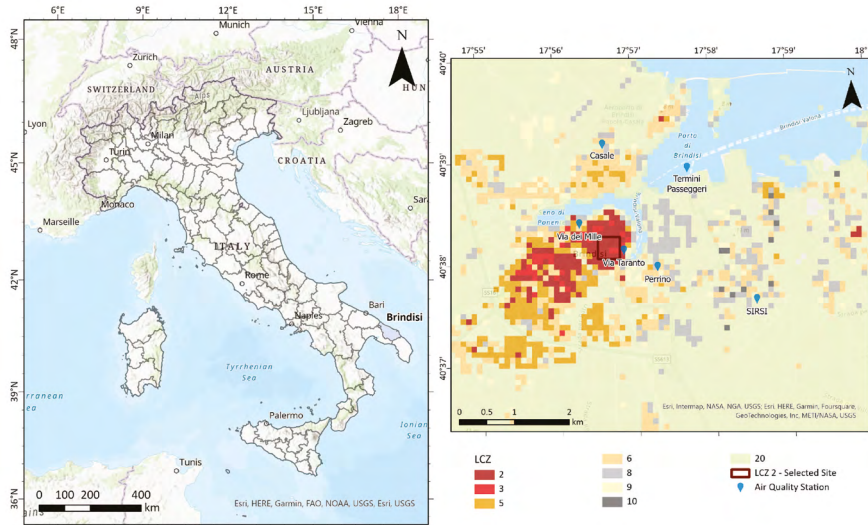 6°E 9°E 12°E 15°E 18°E
48°N
45°N
42°N
39°N
36°N
Munich
Vienna
N
Zurich
AUSTRIA
SWITZERLAND
Alps
HUN
Ljubljana
Lyon
Zagreb
Milan
Turin
CROATIA
Monaco
Marseille
ITALY
Rome
Bari
Naples
Brindisi
Tyrrhenian
Sea
Ionian
Sea
Palermo
Tunis
0 100 200 400
km
Esri, HERE, Garmin, FAO, NOAA, USGS, Esri, USGS
17°55' 17°56' 17°57' 17°58' 17°59'
40°40'
40°39'
40°38'
40°37'
N
Porto
di
Brindisi
Brindisi Valona
Casale
Termini
Passeggeri
Via dei Mille
Via Taranto
Perrino
SIRSI
0 0.5 1 2
km
Esri, Intermap, NASA, NGA, USGS; Esri, HERE, Garmin, Foursquare,
GeoTechnologies, Inc, METI/NASA, USGS
LCZ
2
3
5
6
8
9
10
20
LCZ 2 - Selected Site
Air Quality Station